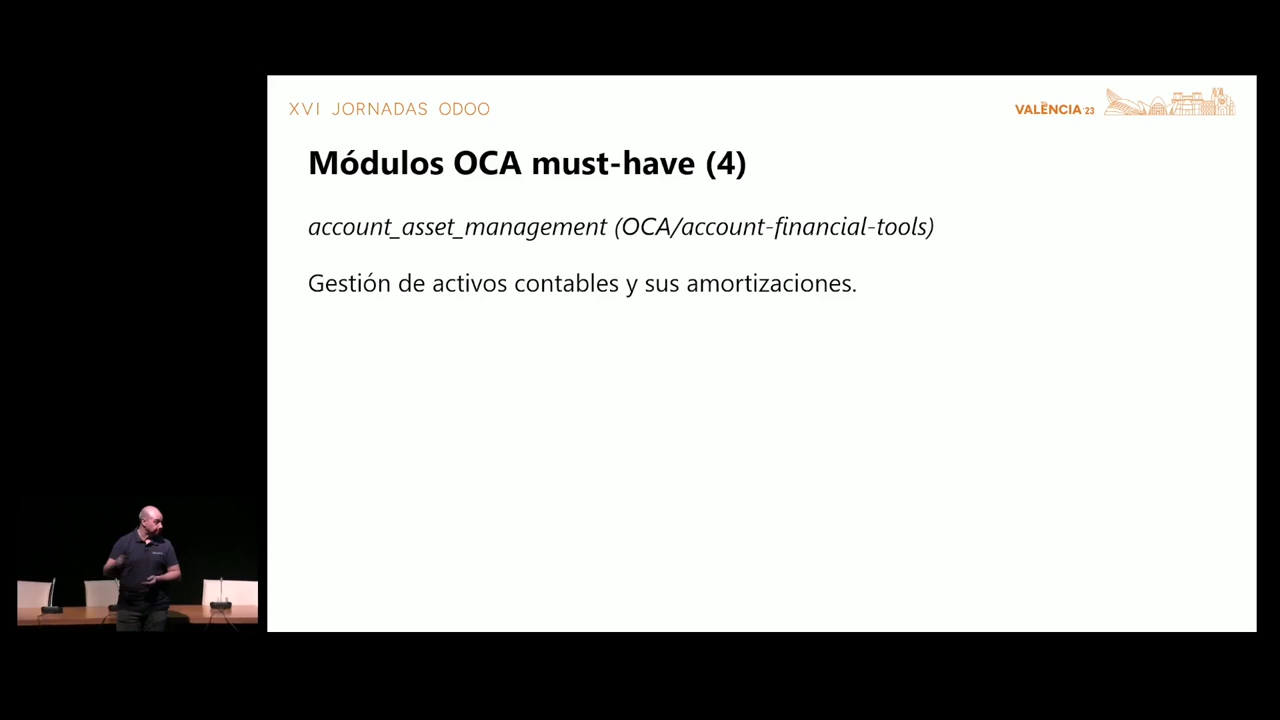 XVI JORNADAS ODOO
VALÈNCIA '23
Módulos OCA must-have (4)
account_asset_management (OCA/account-financial-tools)
Gestión de activos contables y sus amortizaciones.